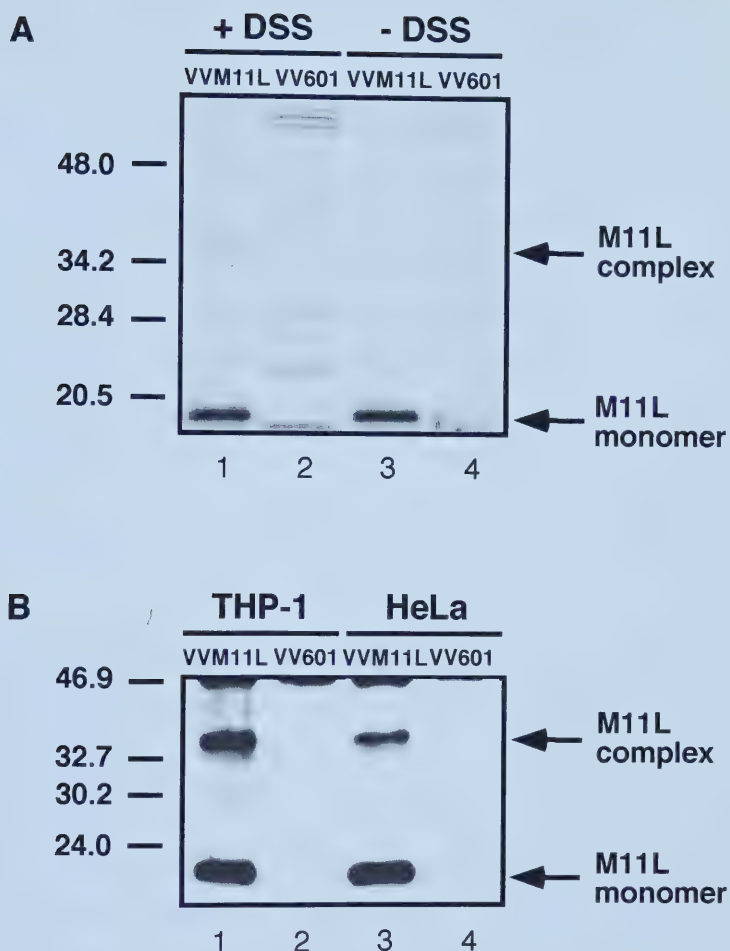 A
+ DSS - DSS
VVM11L VV601 VVM11L VV601
48.0
34.2
28.4
20.5
M11L
complex
M11L
monomer
1 2 3 4
B
THP-1 HeLa
VVM11L VV601 VVM11L VV601
46.9
32.7
30.2
24.0
M11L
complex
M11L
monomer
1 2 3 4